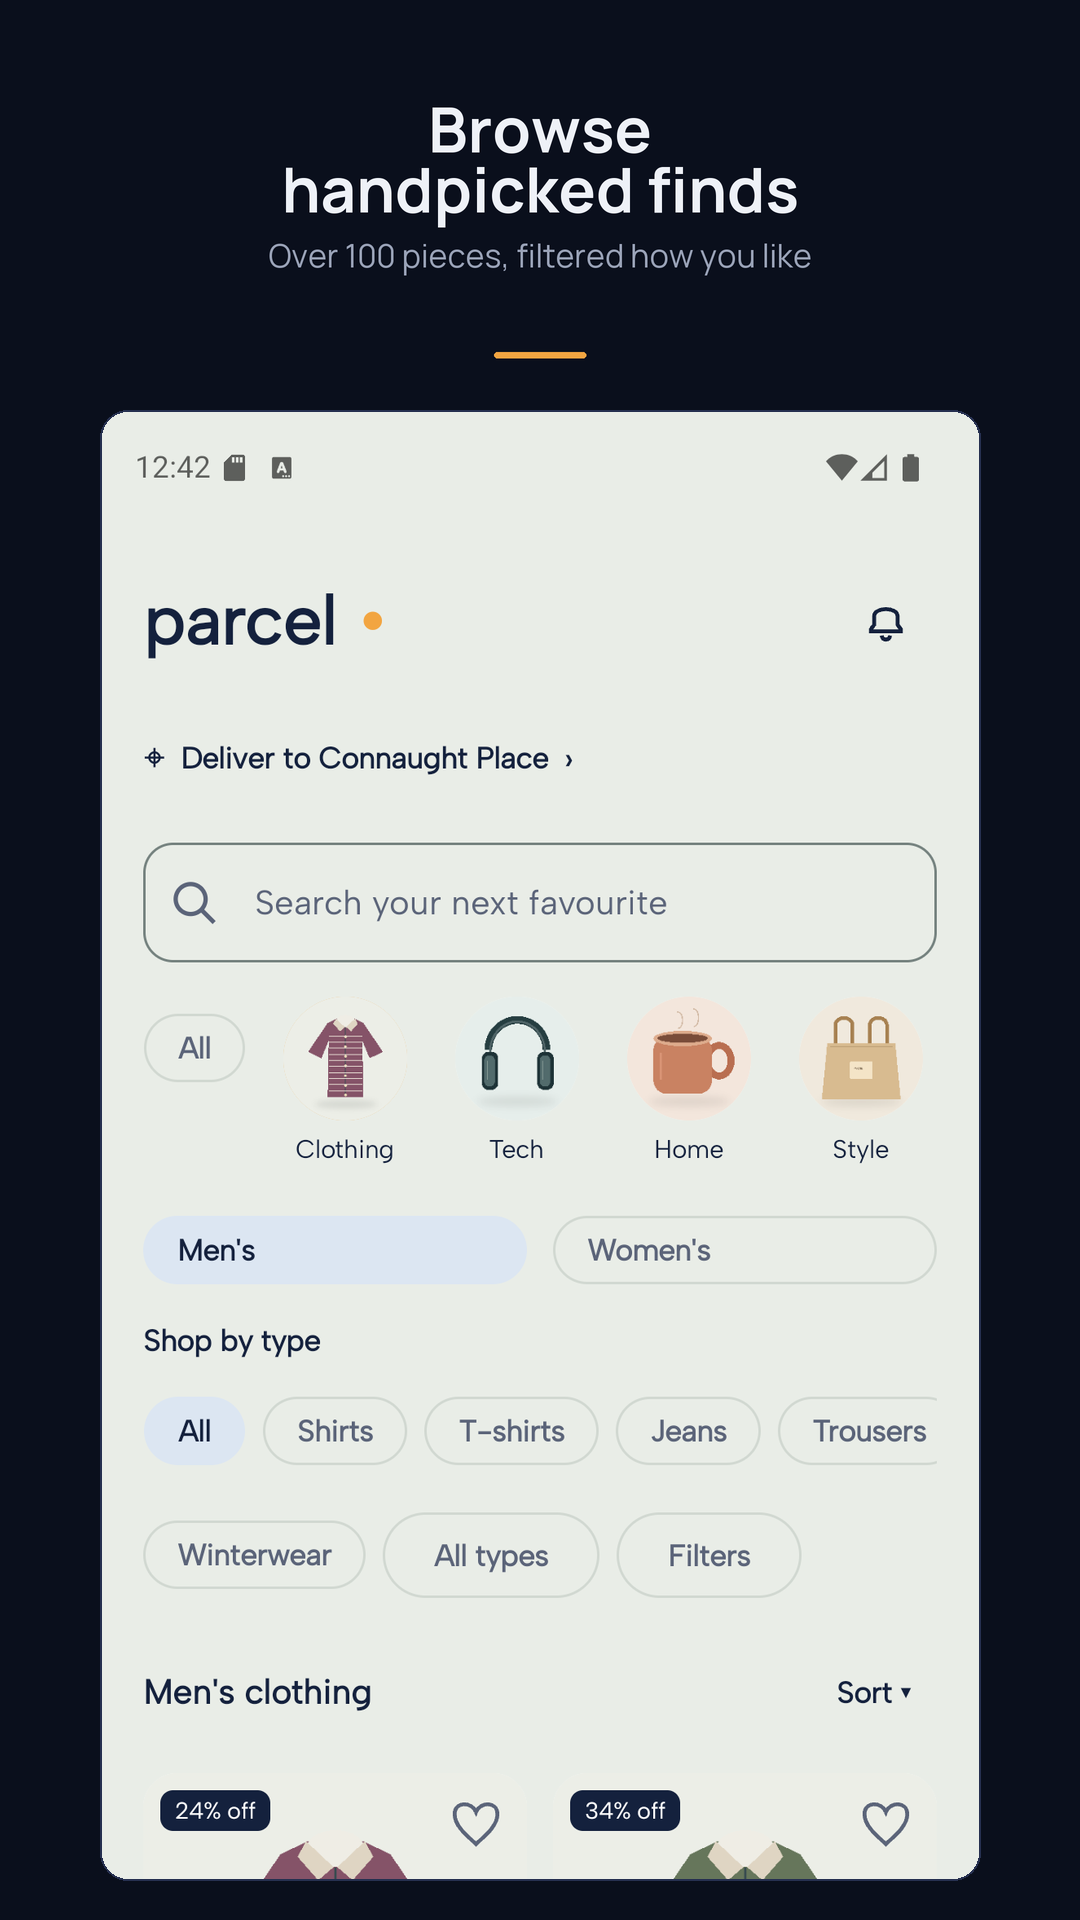 Browse
handpicked finds
Over 100 pieces, filtered how you like
12:42
parcel
Deliver to Connaught Place ›
Search your next favourite
All
Clothing Tech Home Style
Men's Women's
Shop by type
All Shirts T-shirts Jeans Trousers
Winterwear All types Filters
Men's clothing Sort ▾
24% off 34% off